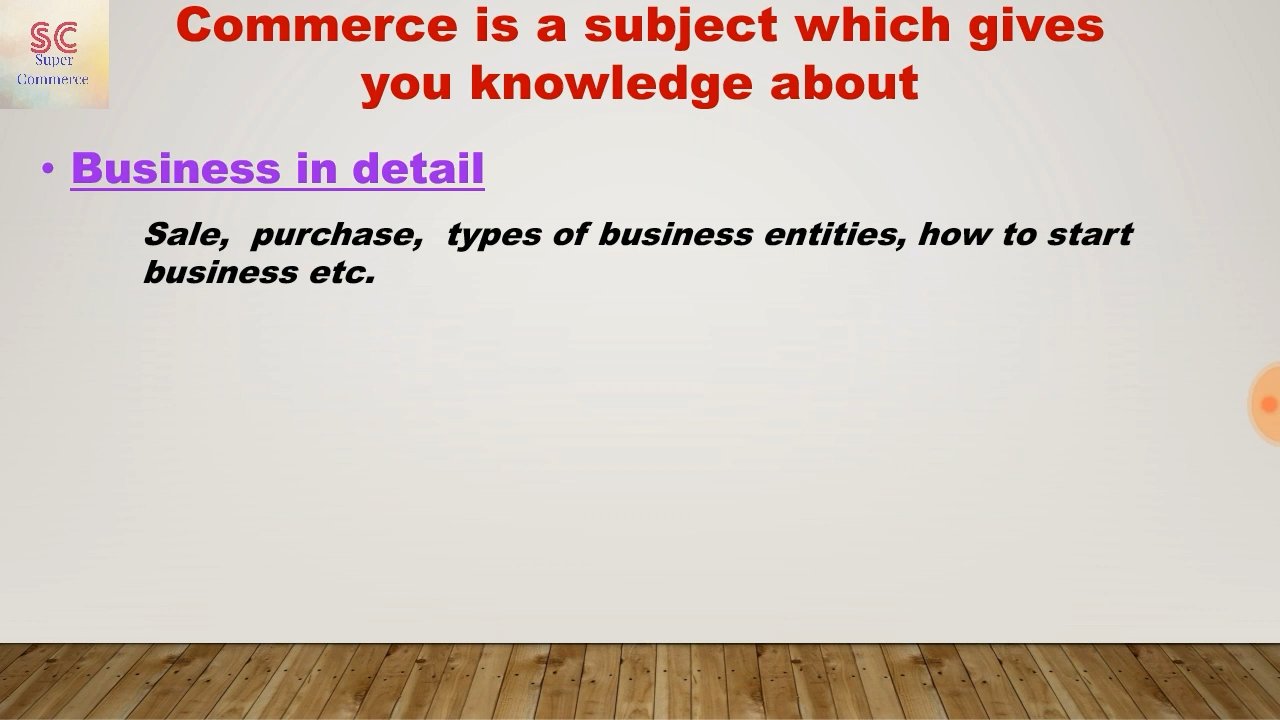 SC
Super
Commerce
Commerce is a subject which gives
you knowledge about
• Business in detail
Sale, purchase, types of business entities, how to start
business etc.